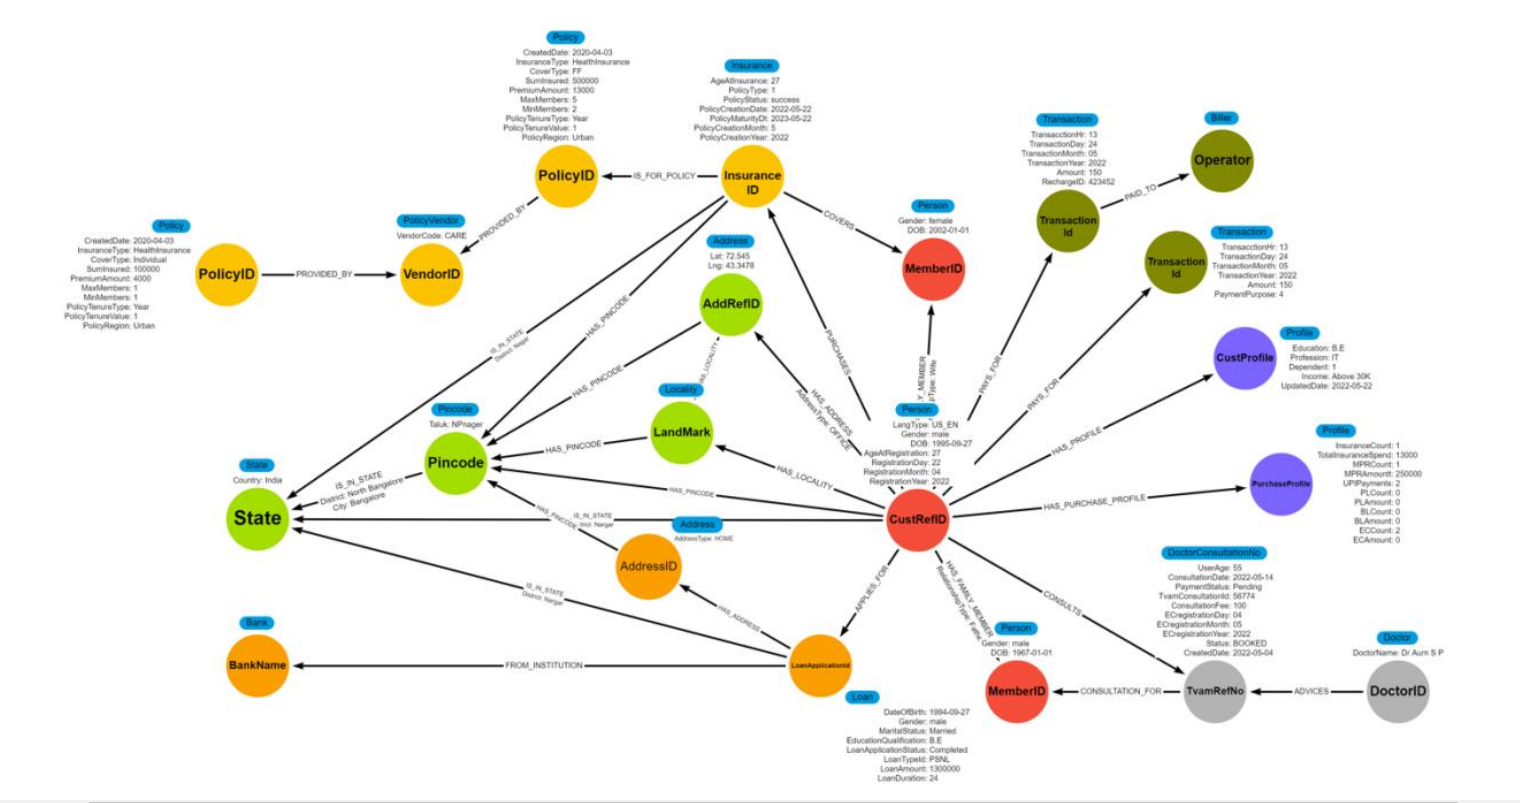 Policy
CreatedDate: 2020-04-03
InsuranceType: HealthInsurance
CoverType: FF
SumInsured: 500000
PremiumAmount: 13000
MaxMembers: 5
MinMembers: 2
PolicyTenureType: Year
PolicyTenureValue: 1
PolicyRegion: Urban
PolicyID
Insurance
AgeAtInsurance: 27
PolicyType: 1
PolicyStatus: success
PolicyCreationDate: 2022-05-22
PolicyMaturityDt: 2023-05-22
PolicyCreationMonth: 5
PolicyCreationYear: 2022
Insurance
ID
IS_FOR_POLICY
Transaction
TransacctionHr: 13
TransactionDay: 24
TransactionMonth: 05
TransactionYear: 2022
Amount: 150
RechargeID: 423452
Transaction
Id
PAID_TO
Biller
Operator
Policy
CreatedDate: 2020-04-03
InsuranceType: HealthInsurance
CoverType: Individual
SumInsured: 100000
PremiumAmount: 4000
MaxMembers: 1
MinMembers: 1
PolicyTenureType: Year
PolicyTenureValue: 1
PolicyRegion: Urban
PolicyID
PROVIDED_BY
PolicyVendor
VendorCode: CARE
VendorID
PROVIDED_BY
COVERS
Person
Gender: female
DOB: 2002-01-01
MemberID
Address
Lat: 72.545
Lng: 43.3478
AddRefID
Transaction
TransacctionHr: 13
TransactionDay: 24
TransactionMonth: 05
TransactionYear: 2022
Amount: 150
PaymentPurpose: 4
Transaction
Id
HAS_PINCODE
IS_IN_STATE
District: Nagar
PURCHASES
PAYS_FOR
PAYS_FOR
Profile
Education: B.E
Profession: IT
Dependent: 1
Income: Above 30K
UpdatedDate: 2022-05-22
CustProfile
HAS_PINCODE
AS_LOCALITY
Locality
LandMark
HAS_ADDRESS
AddressType: OFFICE
Y_MEMBER
pType: Wife
Person
LangType: US_EN
Gender: male
DOB: 1995-09-27
AgeAtRegistration: 27
RegistrationDay: 22
RegistrationMonth: 04
RegistrationYear: 2022
CustRefID
Pincode
Taluk: NPnager
Pincode
HAS_PINCODE
HAS_LOCALITY
HAS_PROFILE
Profile
InsuranceCount: 1
TotalInsuranceSpend: 13000
MPRCount: 1
MPRAmount: 250000
UPIPayments: 2
PLCount: 0
PLAmount: 0
BLCount: 0
BLAmount: 0
ECCount: 2
ECAmount: 0
PurchaseProfile
HAS_PURCHASE_PROFILE
State
Country: India
State
IS_IN_STATE
District: North Bangalore
City: Bangalore
HAS_PINCODE
IS_IN_STATE
HAS_PINCODE
Address
AddressType: HOME
AddressID
HAS_ADDRESS
IS_IN_STATE
District: Nargar
APPLIES_FOR
HAS_FAMILY_MEMBER
CONSULTS
DoctorConsultationNo
UserAge: 55
ConsultationDate: 2022-05-14
PaymentStatus: Pending
TvamConsultationId: 56774
ConsultationFee: 100
ECregistrationDay: 04
ECregistrationMonth: 05
ECregistrationYear: 2022
Status: BOOKED
CreatedDate: 2022-05-04
TvamRefNo
Bank
BankName
FROM_INSTITUTION
LoanApplicationId
Person
Gender: male
DOB: 1967-01-01
MemberID
CONSULTATION_FOR
ADVICES
Doctor
DoctorName: Dr Aum S P
DoctorID
Loan
DateOfBirth: 1994-09-27
Gender: male
MaritalStatus: Married
EducationQualification: B.E
LoanApplicationStatus: Completed
LoanTypeId: PSNL
LoanAmount: 1300000
LoanDuration: 24